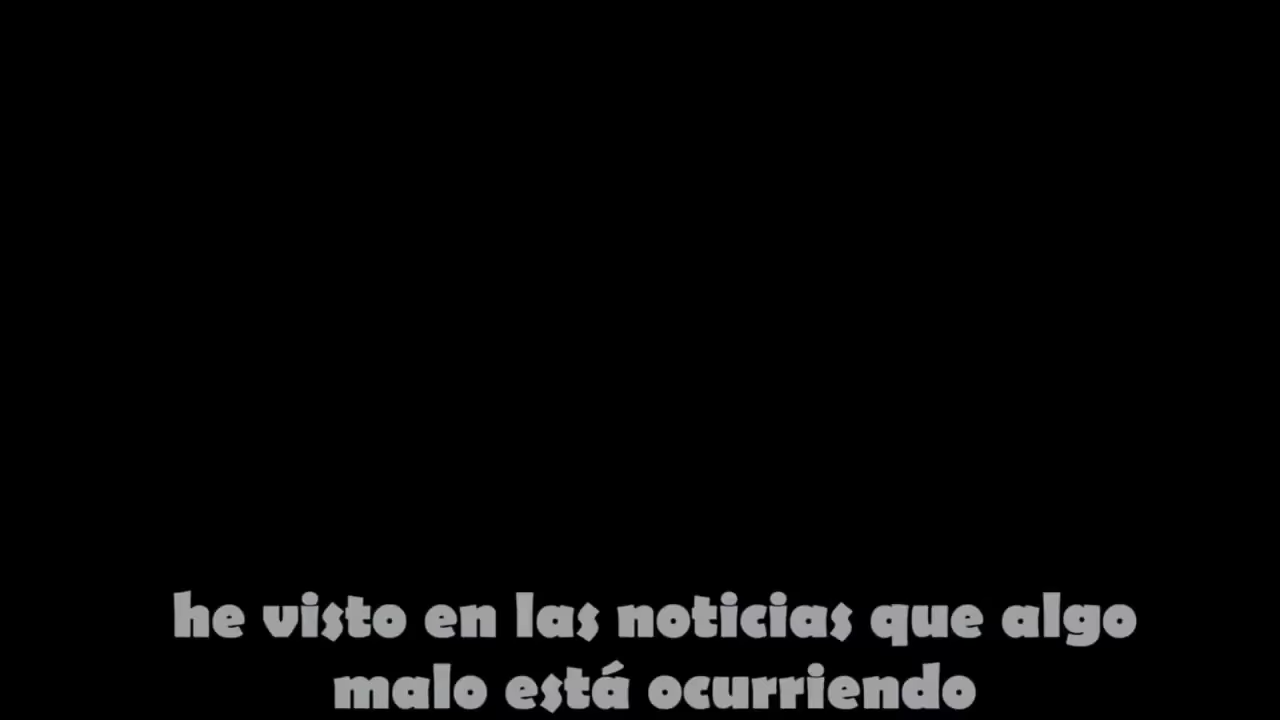 he visto en las noticias que algo
malo está ocurriendo